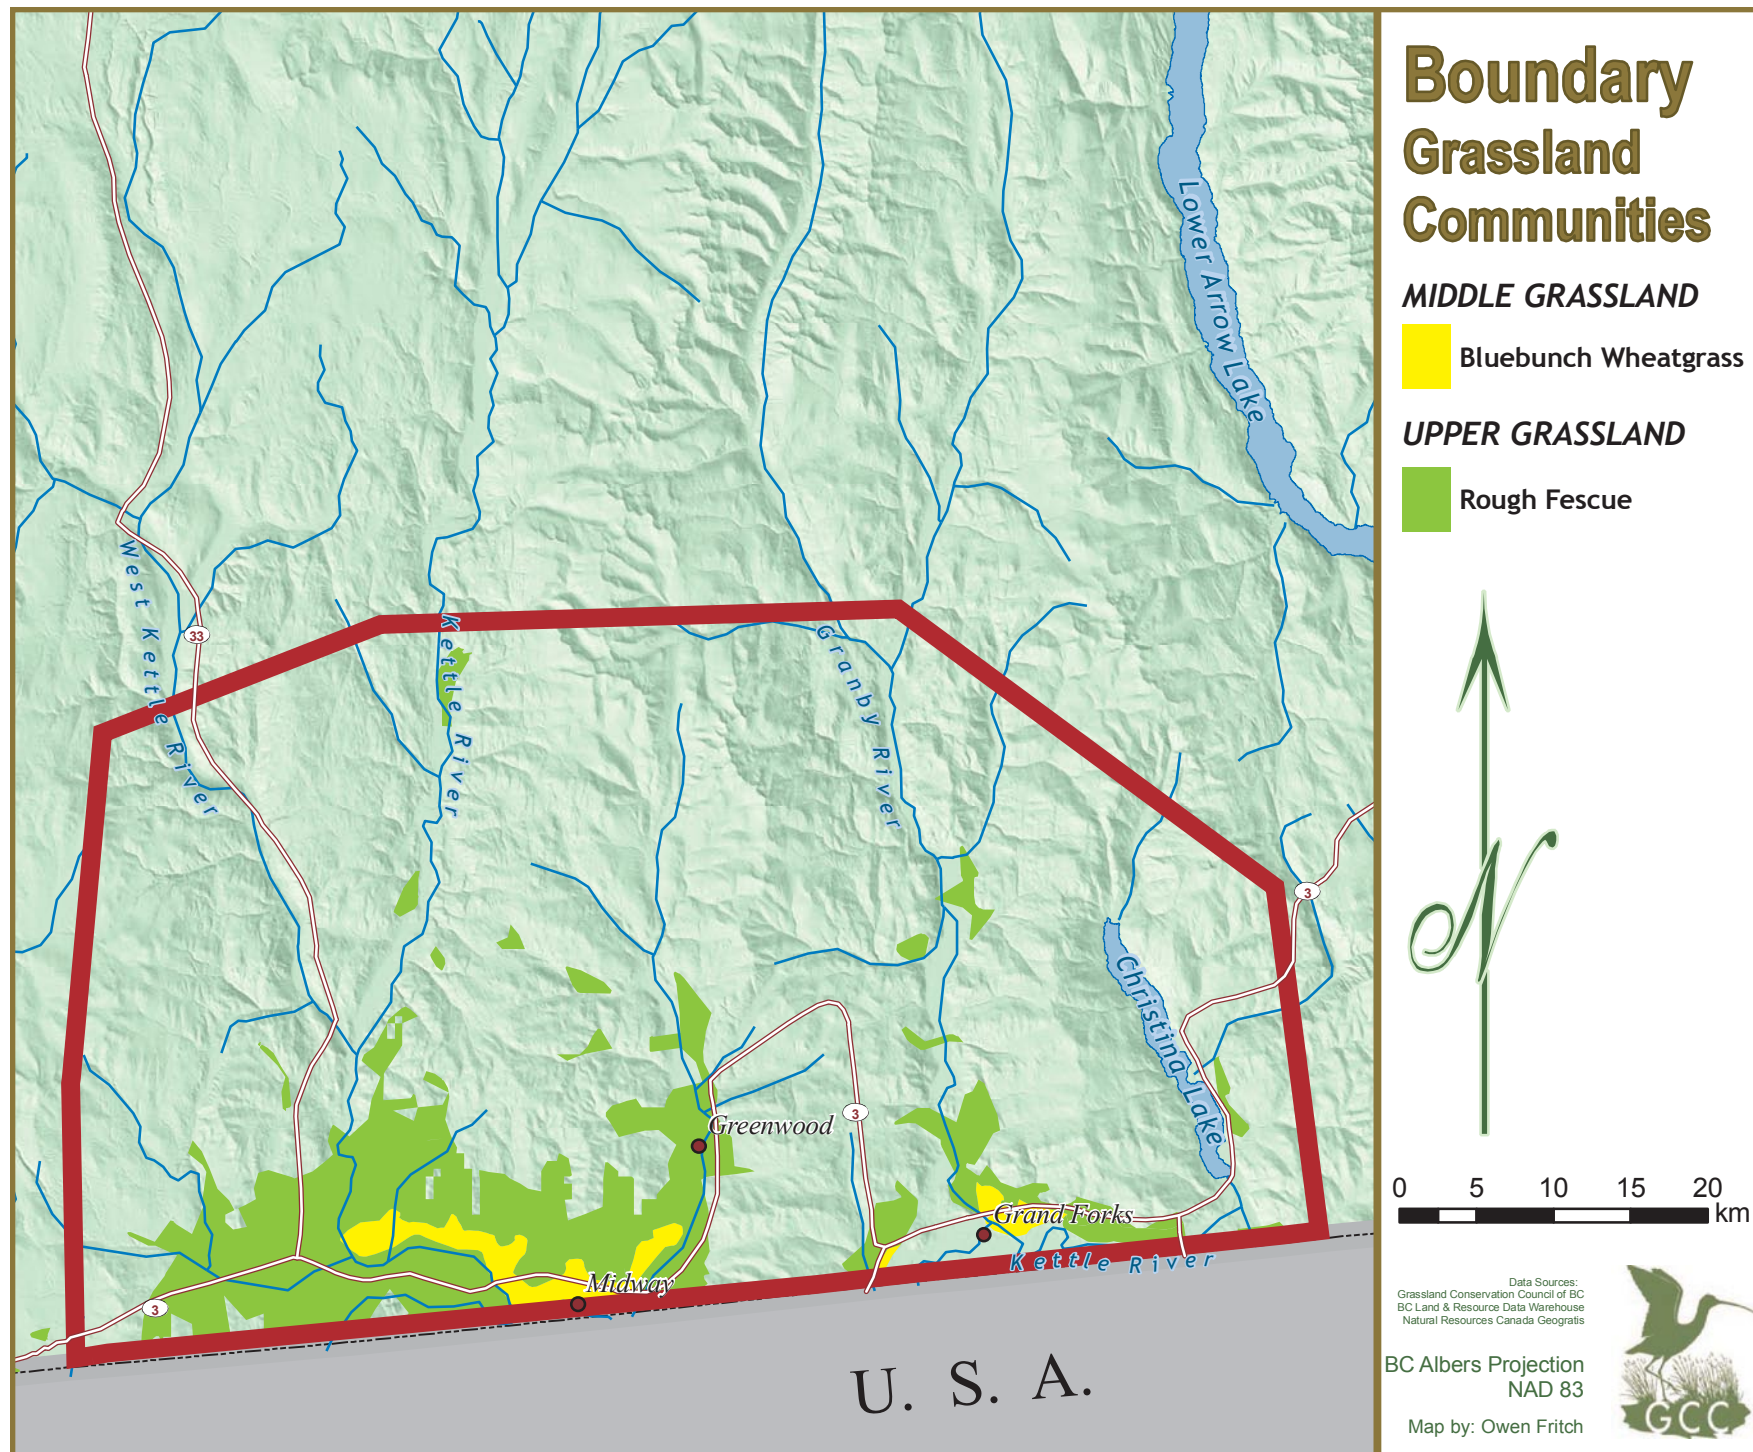 Boundary
Grassland
Communities
MIDDLE GRASSLAND
Bluebunch Wheatgrass
UPPER GRASSLAND
Rough Fescue
Lower Arrow Lake
West Kettle River
33
Kettle River
Granby River
3
Christina Lake
3
Greenwood
Grand Forks
Kettle River
Midway
3
U. S. A.
N
0 5 10 15 20
km
Data Sources:
Grassland Conservation Council of BC
BC Land & Resource Data Warehouse
Natural Resources Canada Geogratis
BC Albers Projection
NAD 83
Map by: Owen Fritch
GCC